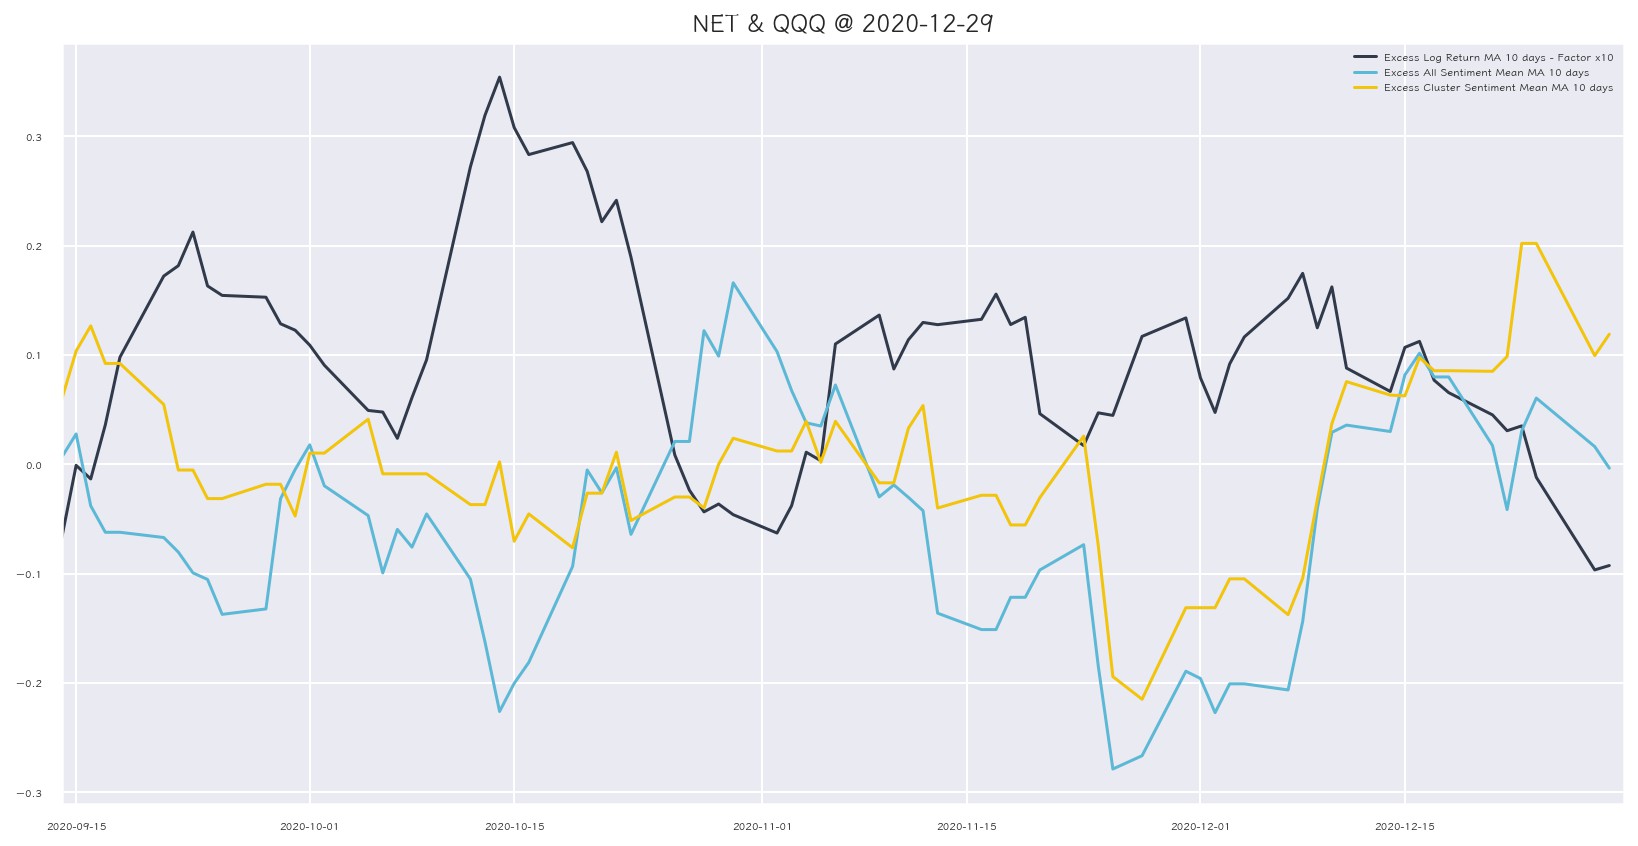 NET & QQQ @ 2020-12-29
Excess Log Return MA 10 days - Factor x10
Excess All Sentiment Mean MA 10 days
Excess Cluster Sentiment Mean MA 10 days
0.3
0.2
0.1
0.0
−0.1
−0.2
−0.3
2020-09-15 2020-10-01 2020-10-15 2020-11-01 2020-11-15 2020-12-01 2020-12-15